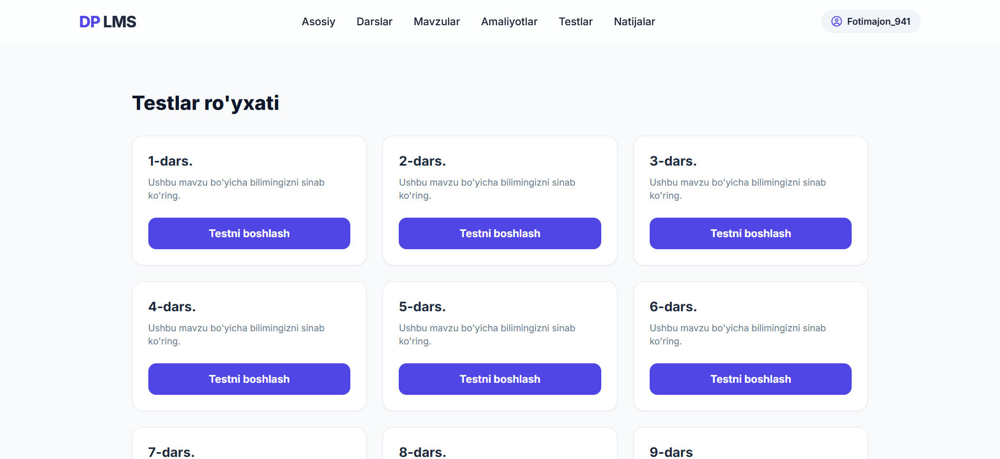 DP LMS
Asosiy
Darslar
Mavzular
Amaliyotlar
Testlar
Natijalar
Fotimajon_941
Testlar ro'yxati
1-dars.
Ushbu mavzu bo'yicha bilimingizni sinab
ko'ring.
Testni boshlash
2-dars.
Ushbu mavzu bo'yicha bilimingizni sinab
ko'ring.
Testni boshlash
3-dars.
Ushbu mavzu bo'yicha bilimingizni sinab
ko'ring.
Testni boshlash
4-dars.
Ushbu mavzu bo'yicha bilimingizni sinab
ko'ring.
Testni boshlash
5-dars.
Ushbu mavzu bo'yicha bilimingizni sinab
ko'ring.
Testni boshlash
6-dars.
Ushbu mavzu bo'yicha bilimingizni sinab
ko'ring.
Testni boshlash
7-dars.
8-dars.
9-dars